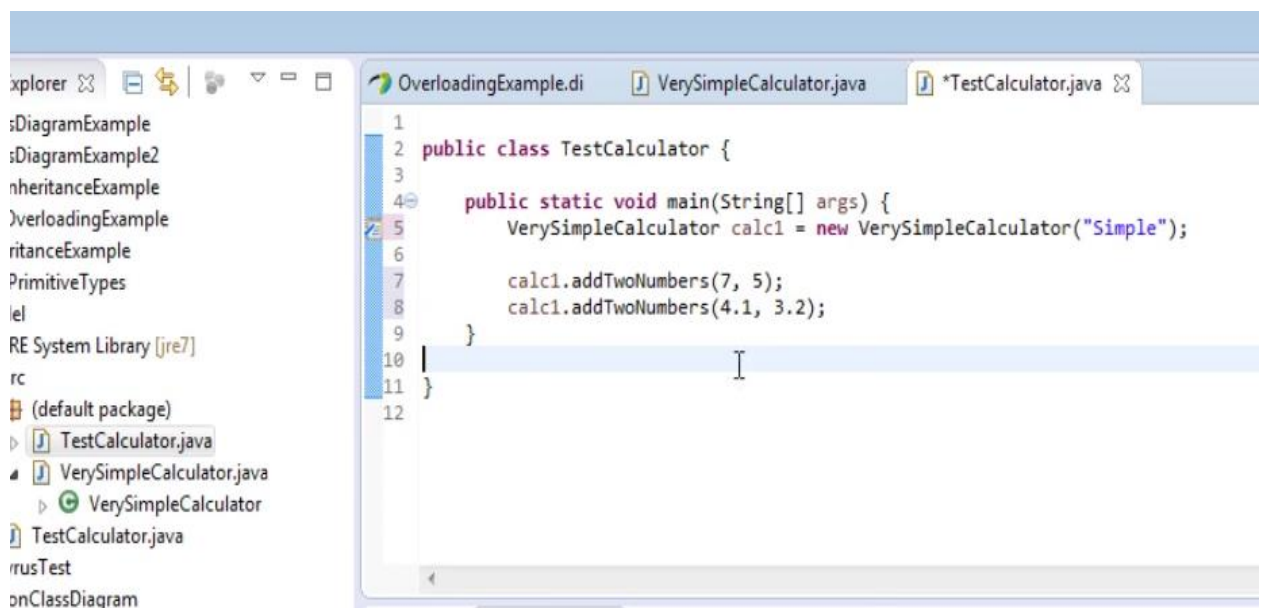 xplorer
OverloadingExample.di VerySimpleCalculator.java *TestCalculator.java
sDiagramExample
sDiagramExample2
nheritanceExample
OverloadingExample
ritanceExample
PrimitiveTypes
lel
RE System Library [jre7]
rc
(default package)
TestCalculator.java
VerySimpleCalculator.java
VerySimpleCalculator
TestCalculator.java
yrusTest
onClassDiagram
1
2 public class TestCalculator {
3
4 public static void main(String[] args) {
5 VerySimpleCalculator calc1 = new VerySimpleCalculator("Simple");
6
7 calc1.addTwoNumbers(7, 5);
8 calc1.addTwoNumbers(4.1, 3.2);
9 }
10
11 }
12